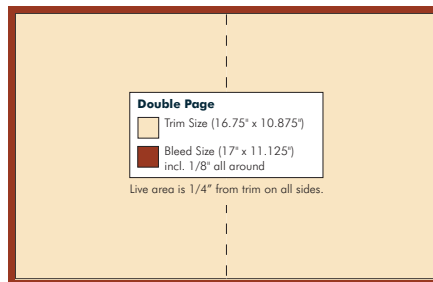 Double Page
Trim Size (16.75" x 10.875")
Bleed Size (17" x 11.125")
incl. 1/8" all around
Live area is 1/4” from trim on all sides.